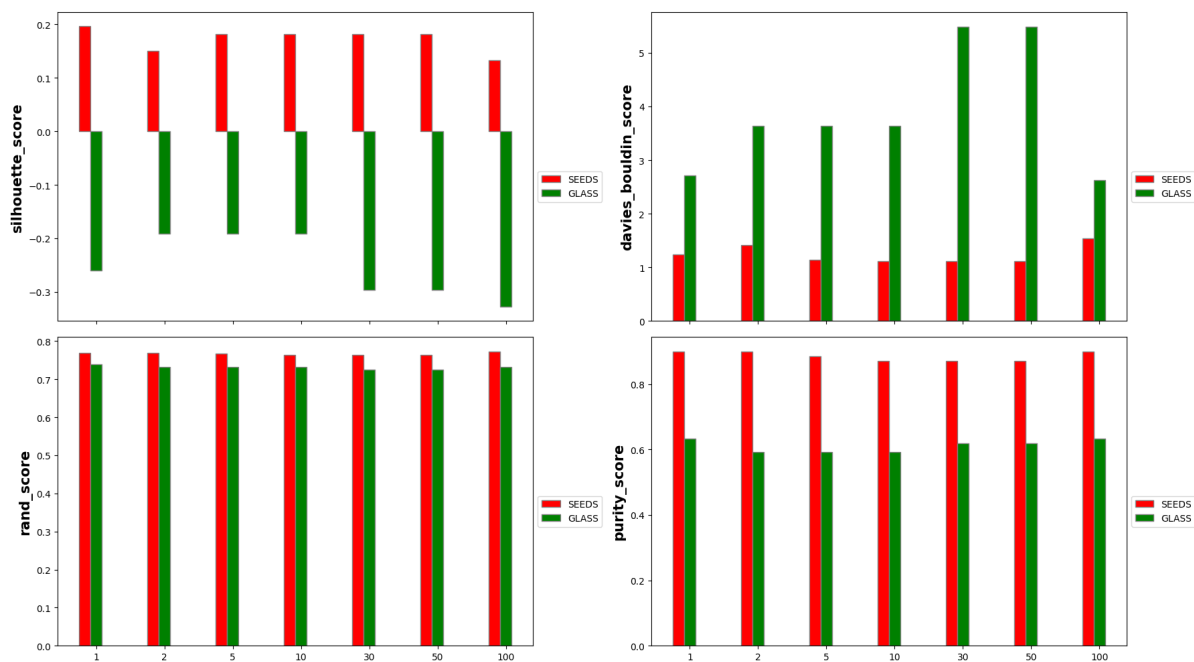 0.2
0.1
0.0
−0.1
−0.2
−0.3
silhouette_score
SEEDS
GLASS
5
4
3
2
1
0
davies_bouldin_score
SEEDS
GLASS
0.8
0.7
0.6
0.5
0.4
0.3
0.2
0.1
0.0
rand_score
1 2 5 10 30 50 100
SEEDS
GLASS
0.8
0.6
0.4
0.2
0.0
purity_score
1 2 5 10 30 50 100
SEEDS
GLASS